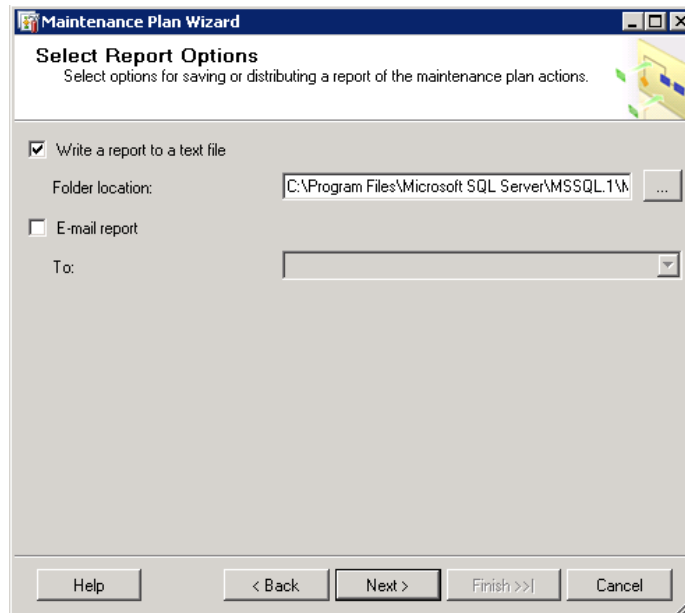 Maintenance Plan Wizard
Select Report Options
Select options for saving or distributing a report of the maintenance plan actions.
Write a report to a text file
Folder location:
C:\Program Files\Microsoft SQL Server\MSSQL.1\M
...
E-mail report
To:
Help
< Back
Next >
Finish >>|
Cancel